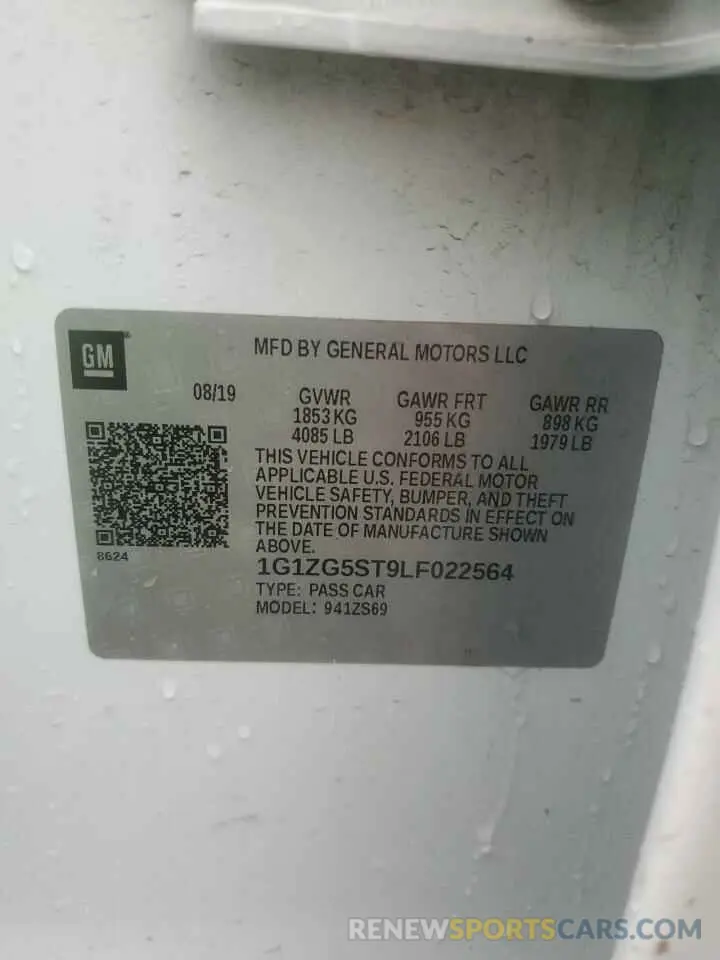 GM
MFD BY GENERAL MOTORS LLC
08/19 GVWR GAWR FRT GAWR RR
1853 KG 955 KG 898 KG
4085 LB 2106 LB 1979 LB
THIS VEHICLE CONFORMS TO ALL
APPLICABLE U.S. FEDERAL MOTOR
VEHICLE SAFETY, BUMPER, AND THEFT
PREVENTION STANDARDS IN EFFECT ON
THE DATE OF MANUFACTURE SHOWN
ABOVE.
8624
1G1ZG5ST9LF022564
TYPE: PASS CAR
MODEL: 941ZS69
RENEWSPORTSCARS.COM